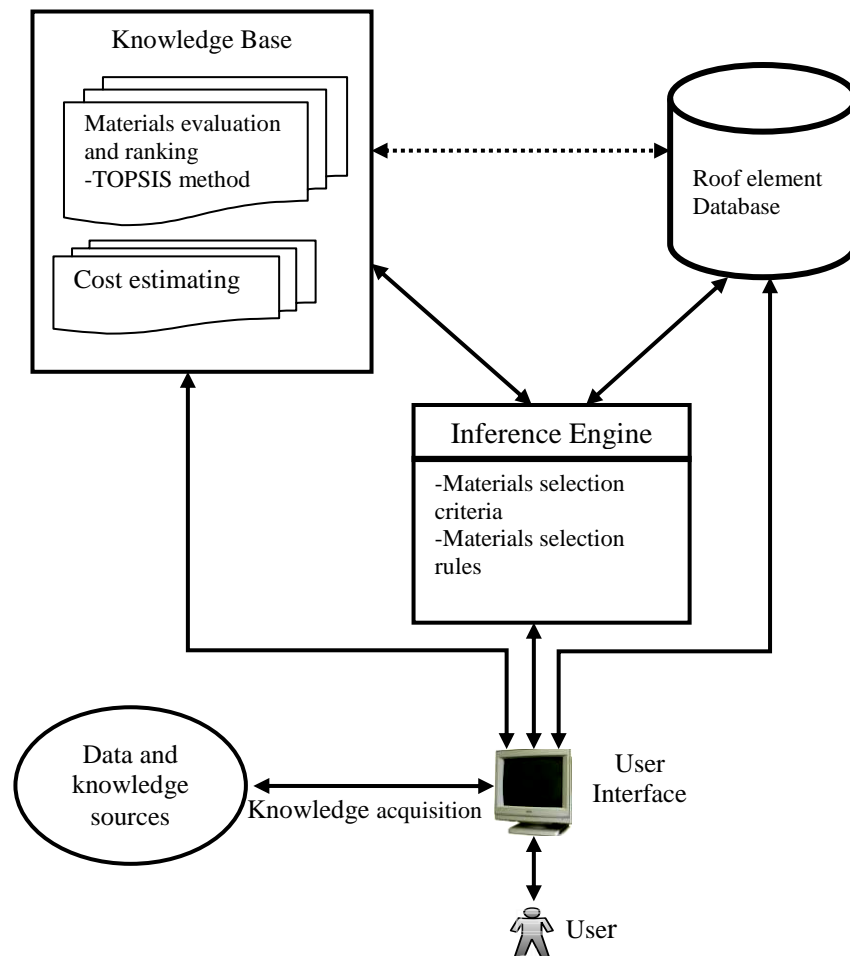 Knowledge Base
Materials evaluation
and ranking
-TOPSIS method
Cost estimating
Roof element
Database
Inference Engine
-Materials selection
criteria
-Materials selection
rules
Data and
knowledge
sources
Knowledge acquisition
User
Interface
User